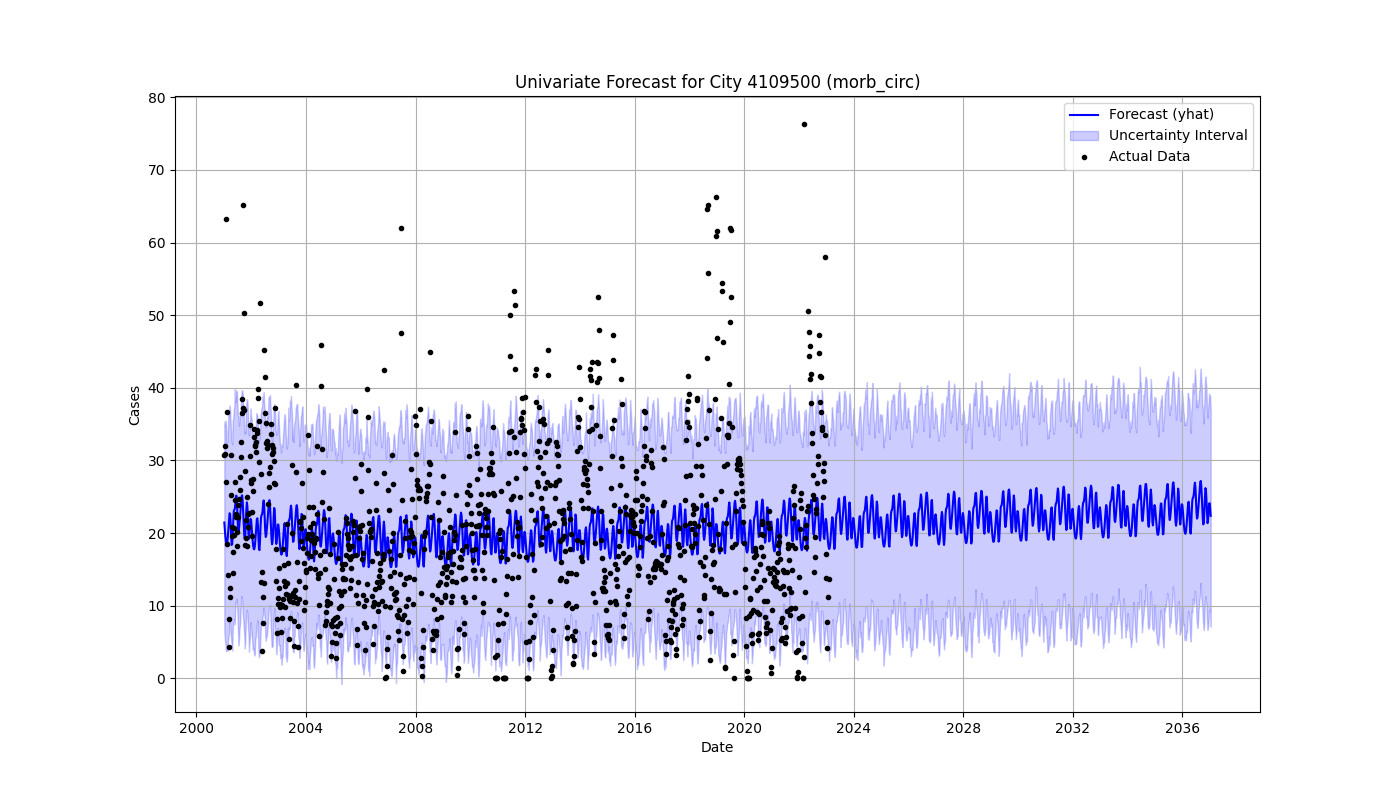 Univariate Forecast for City 4109500 (morb_circ)
Forecast (yhat)
Uncertainty Interval
Actual Data
Cases
80
70
60
50
40
30
20
10
0
2000 2004 2008 2012 2016 2020 2024 2028 2032 2036
Date